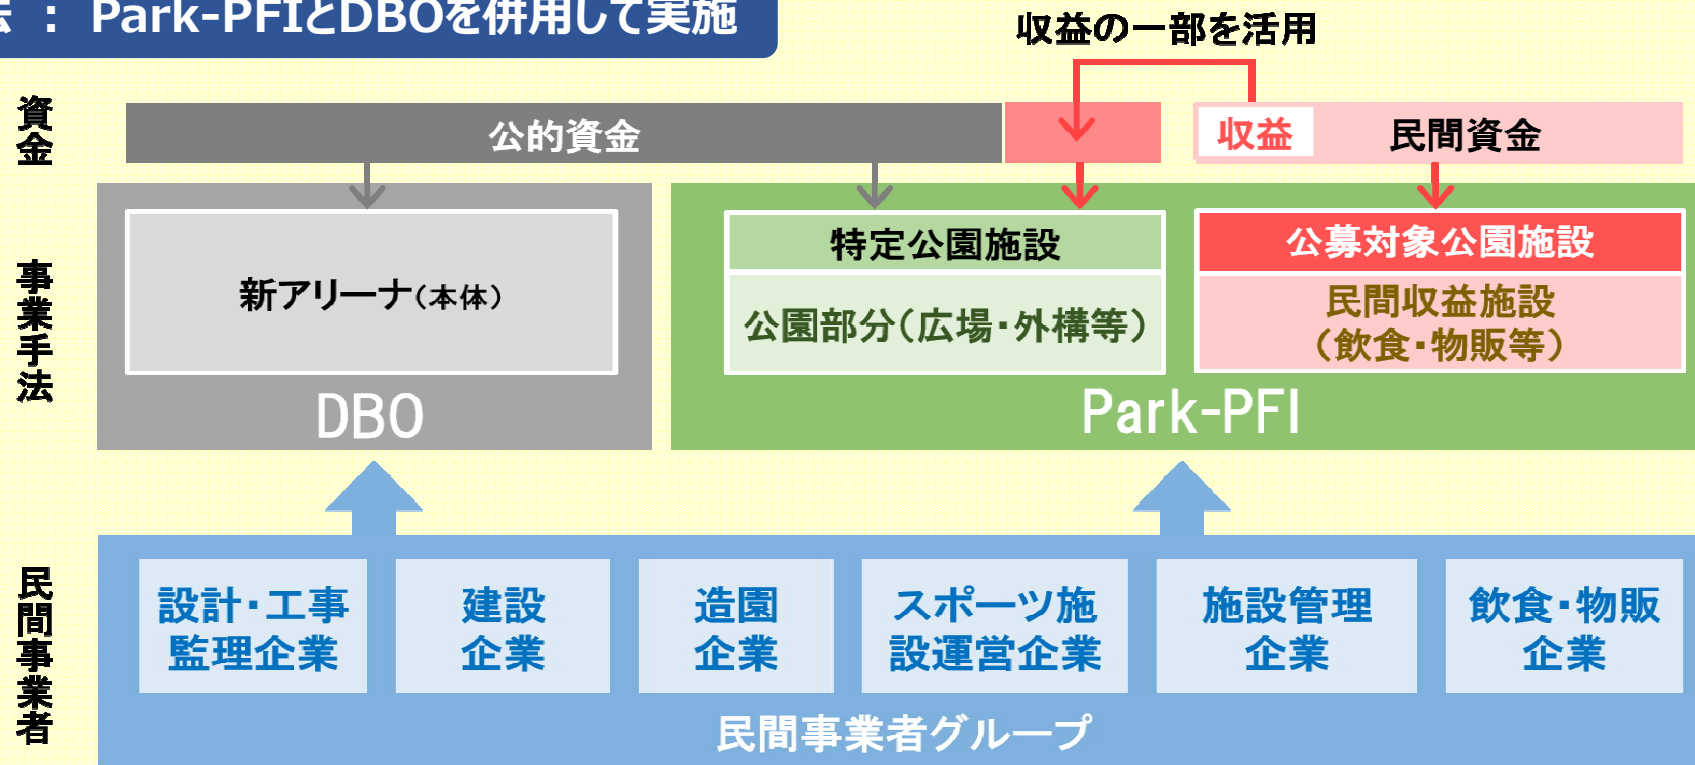 : Park-PFIとDBOを併用して実施
収益の一部を活用
資金
公的資金
収益
民間資金
事業手法
新アリーナ(本体)
DBO
特定公園施設
公園部分(広場・外構等)
公募対象公園施設
民間収益施設
(飲食・物販等)
Park-PFI
民間事業者
設計・工事
監理企業
建設
企業
造園
企業
スポーツ施
設運営企業
施設管理
企業
飲食・物販
企業
民間事業者グループ